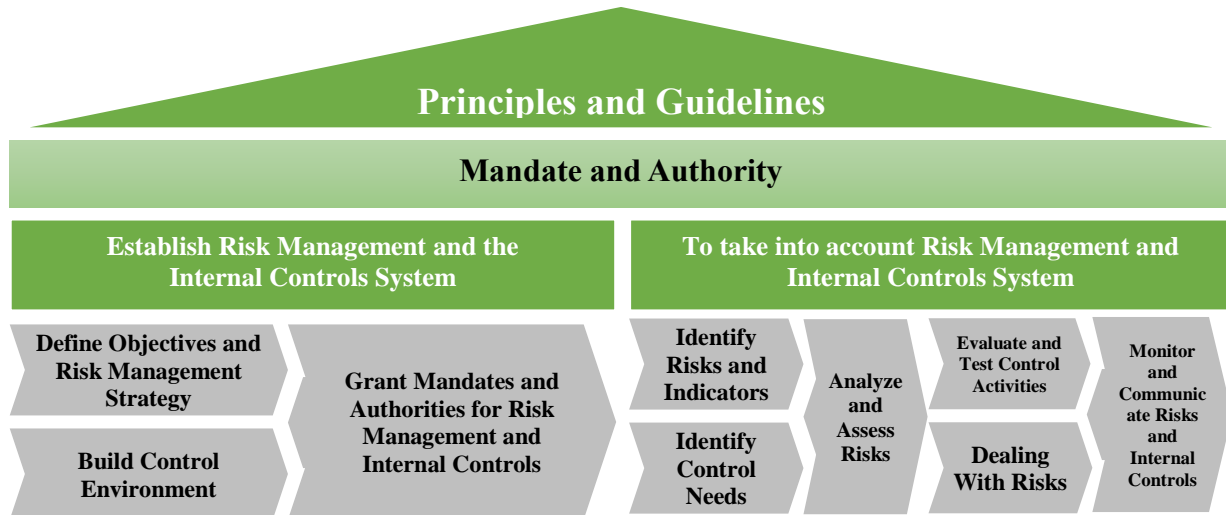 Principles and Guidelines
Mandate and Authority
Establish Risk Management and the
Internal Controls System
To take into account Risk Management and
Internal Controls System
Define Objectives and
Risk Management
Strategy
Build Control
Environment
Grant Mandates and
Authorities for Risk
Management and
Internal Controls
Identify
Risks and
Indicators
Identify
Control
Needs
Analyze
and
Assess
Risks
Evaluate and
Test Control
Activities
Dealing
With Risks
Monitor
and
Communic
ate Risks
and
Internal
Controls